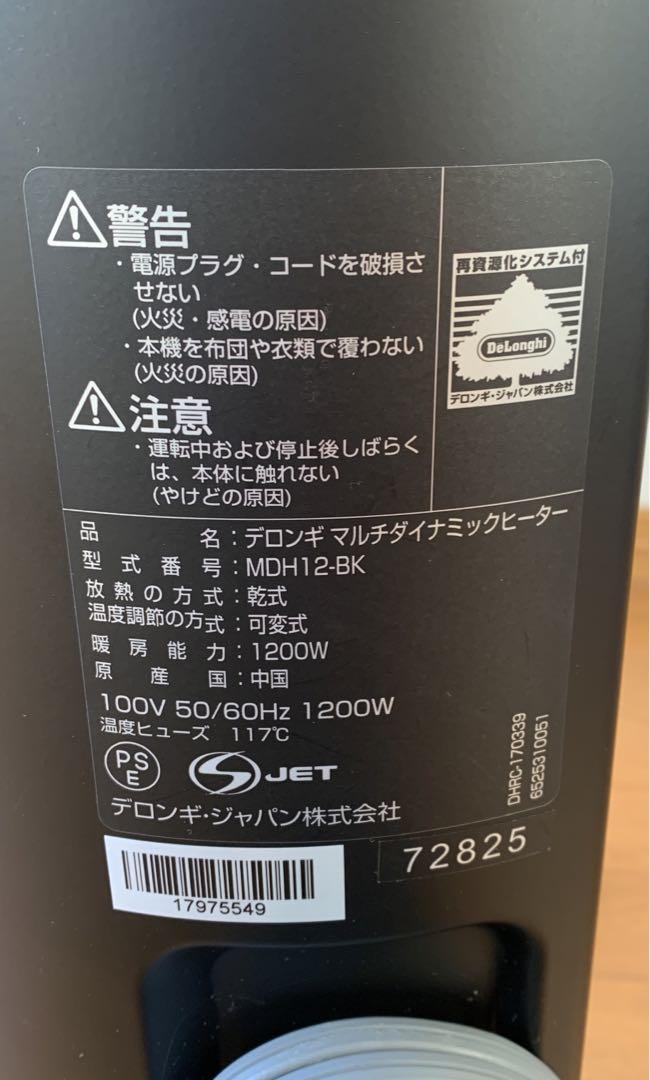 警告
・電源プラグ・コードを破損さ
せない
(火災・感電の原因)
・本機を布団や衣類で覆わない
(火災の原因)
注意
・運転中および停止後しばらく
は、本体に触れない
(やけどの原因)
再資源化システム付
DeLonghi
デロンギ・ジャパン株式会社
品名：デロンギ マルチダイナミックヒーター
型式番号：MDH12-BK
放熱の方式：乾式
温度調節の方式：可変式
暖房能力：1200W
原産国：中国
100V 50/60Hz 1200W
温度ヒューズ 117℃
PS
E
S JET
デロンギ・ジャパン株式会社
DHRC-170339
6525310051
17975549
72825